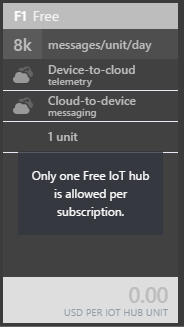 F1 Free
8k messages/unit/day
Device-to-cloud
telemetry
Cloud-to-device
messaging
1 unit
Only one Free IoT hub
is allowed per
subscription.
0.00
USD PER IOT HUB UNIT